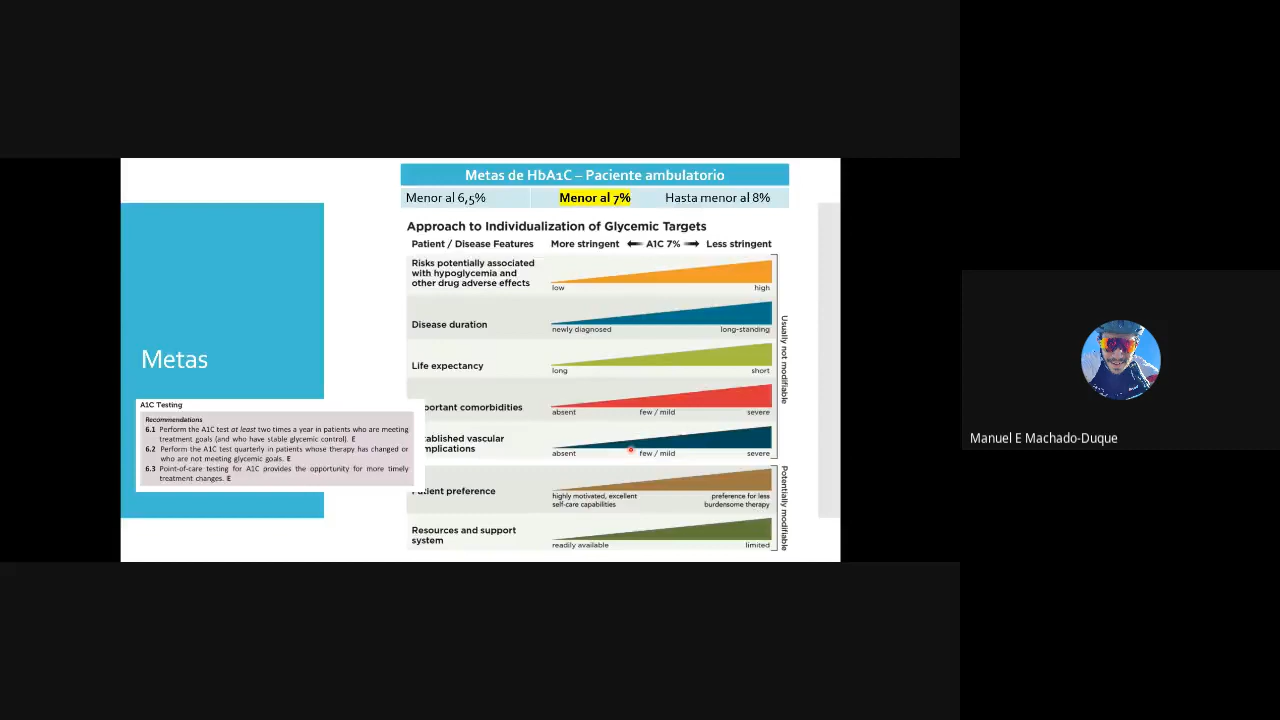 Metas de HbA1C – Paciente ambulatorio
Menor al 6,5%
Menor al 7%
Hasta menor al 8%
Approach to Individualization of Glycemic Targets
Patient / Disease Features
More stringent
A1C 7%
Less stringent
Risks potentially associated
with hypoglycemia and
other drug adverse effects
low
high
Disease duration
newly diagnosed
long-standing
Life expectancy
long
short
comorbidities
absent
few / mild
severe
vascular
absent
few / mild
severe
Usually not modifiable
preference
highly motivated, excellent
self-care capabilities
preference for less
burdensome therapy
Resources and support
system
readily available
limited
Potentially modifiable
Metas
A1C Testing
Recommendations
6.1 Perform the A1C test at least two times a year in patients who are meeting
treatment goals (and who have stable glycemic control). E
6.2 Perform the A1C test quarterly in patients whose therapy has changed or
who are not meeting glycemic goals. E
6.3 Point-of-care testing for A1C provides the opportunity for more timely
treatment changes. E
Manuel E Machado-Duque